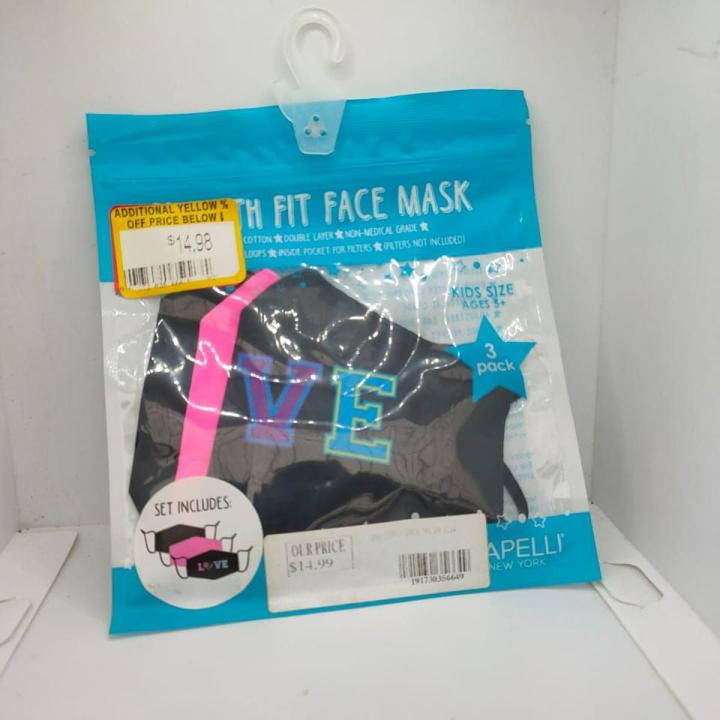 TH FIT FACE MASK
ADDITIONAL YELLOW %
OFF PRICE BELOW!
$14.98
COTTON ★ DOUBLE LAYER ★ NON-MEDICAL GRADE ★
LOOPS ★ INSIDE POCKET FOR FILTERS ★ (FILTERS NOT INCLUDED)
KIDS SIZE
AGES 5+
3
pack
VE
SET INCLUDES:
LOVE
OUR PRICE
$14.99
191730356649
APELLI
NEW YORK